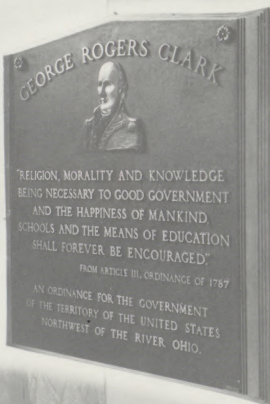 GEORGE ROGERS CLARK
"RELIGION, MORALITY AND KNOWLEDGE
BEING NECESSARY TO GOOD GOVERNMENT
AND THE HAPPINESS OF MANKIND
SCHOOLS AND THE MEANS OF EDUCATION
SHALL FOREVER BE ENCOURAGED."
FROM ARTICLE III, ORDINANCE OF 1787
AN ORDINANCE FOR THE GOVERNMENT
OF THE TERRITORY OF THE UNITED STATES
NORTHWEST OF THE RIVER OHIO.